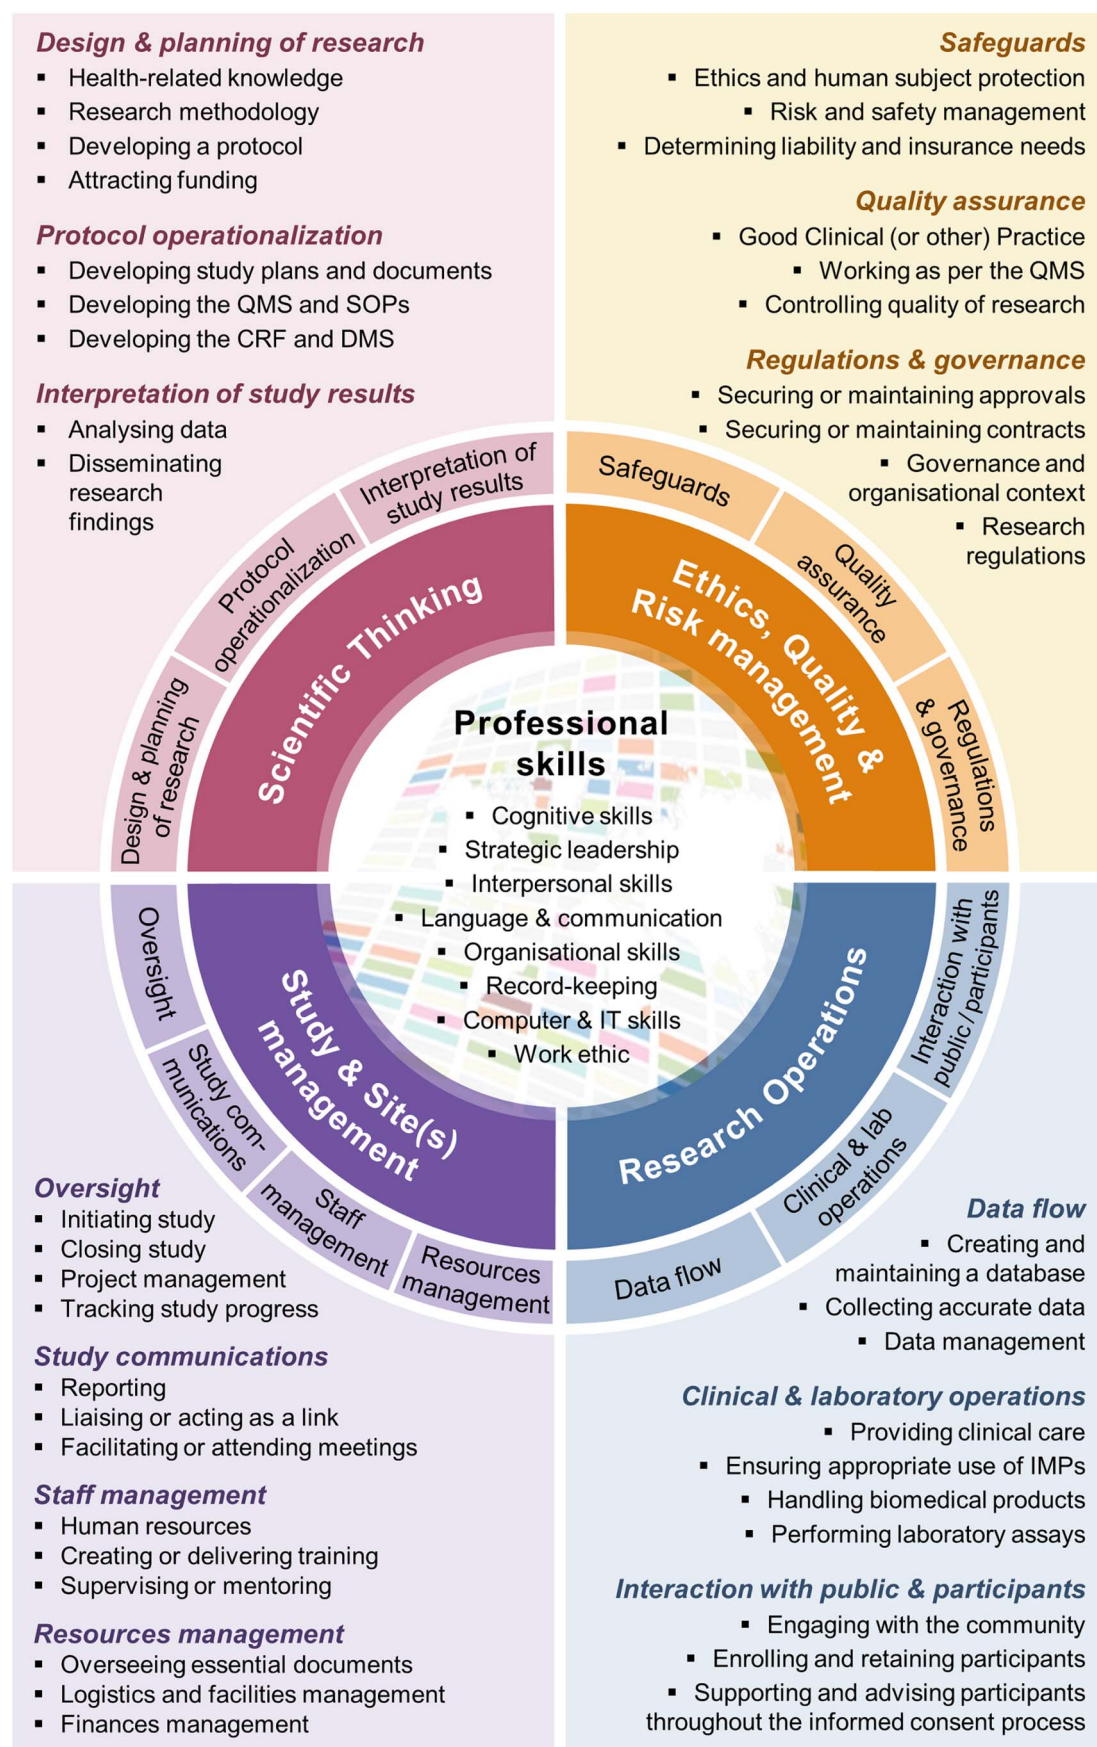 Design & planning of research
▪ Health-related knowledge
▪ Research methodology
▪ Developing a protocol
▪ Attracting funding
Protocol operationalization
▪ Developing study plans and documents
▪ Developing the QMS and SOPs
▪ Developing the CRF and DMS
Interpretation of study results
▪ Analysing data
▪ Disseminating
research
findings
Safeguards
▪ Ethics and human subject protection
▪ Risk and safety management
▪ Determining liability and insurance needs
Quality assurance
▪ Good Clinical (or other) Practice
▪ Working as per the QMS
▪ Controlling quality of research
Regulations & governance
▪ Securing or maintaining approvals
▪ Securing or maintaining contracts
▪ Governance and
organisational context
▪ Research
regulations
Design & planning
of research
Protocol
operationalization
Interpretation of
study results
Safeguards
Quality
assurance
Regulations
& governance
Scientific Thinking
Ethics, Quality &
Risk management
Professional
skills
▪ Cognitive skills
▪ Strategic leadership
▪ Interpersonal skills
▪ Language & communication
▪ Organisational skills
▪ Record-keeping
▪ Computer & IT skills
▪ Work ethic
Study & Site(s)
management
Research Operations
Oversight
Study com-
munications
Staff
management
Resources
management
Data flow
Clinical & lab
operations
Interaction with
public / participants
Oversight
▪ Initiating study
▪ Closing study
▪ Project management
▪ Tracking study progress
Study communications
▪ Reporting
▪ Liaising or acting as a link
▪ Facilitating or attending meetings
Staff management
▪ Human resources
▪ Creating or delivering training
▪ Supervising or mentoring
Resources management
▪ Overseeing essential documents
▪ Logistics and facilities management
▪ Finances management
Data flow
▪ Creating and
maintaining a database
▪ Collecting accurate data
▪ Data management
Clinical & laboratory operations
▪ Providing clinical care
▪ Ensuring appropriate use of IMPs
▪ Handling biomedical products
▪ Performing laboratory assays
Interaction with public & participants
▪ Engaging with the community
▪ Enrolling and retaining participants
▪ Supporting and advising participants
throughout the informed consent process